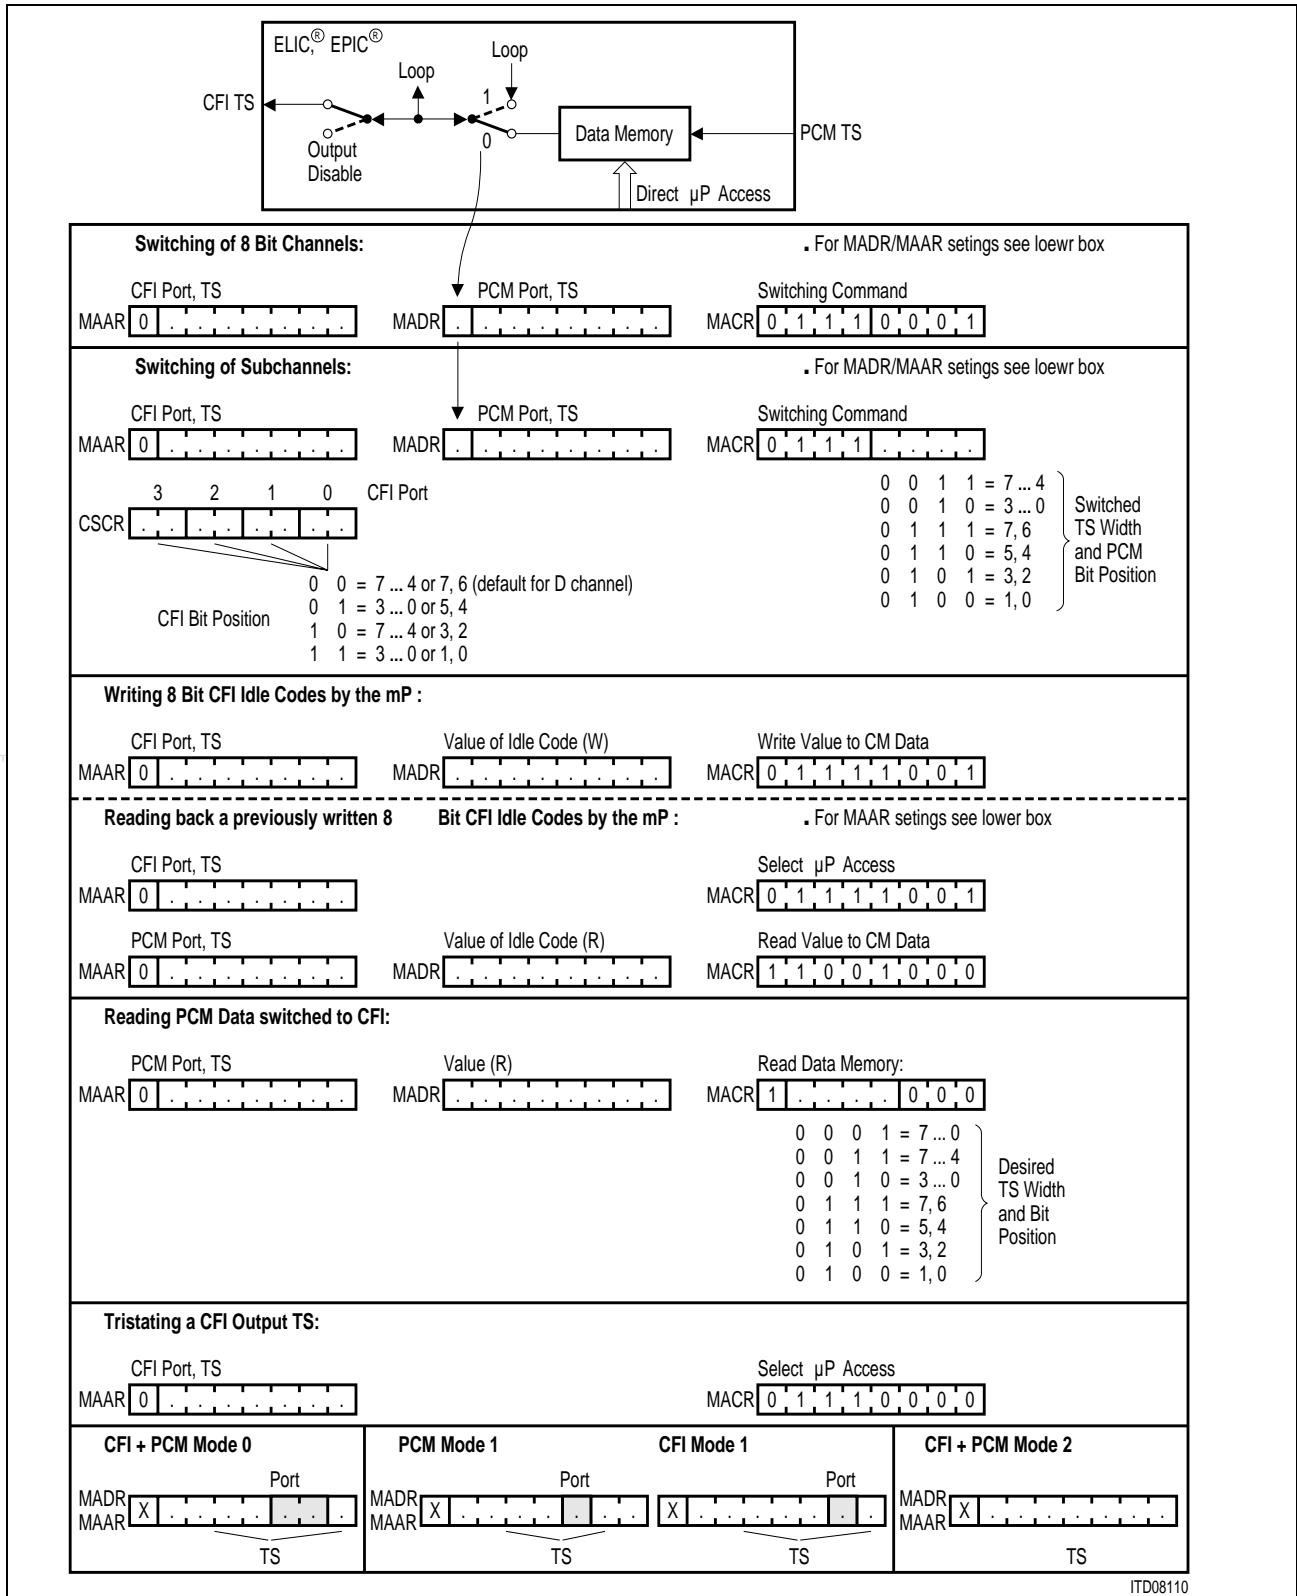 ELIC,® EPIC®
Loop
Loop
CFI TS
1
0
Output
Disable
Data Memory
PCM TS
Direct µP Access
Switching of 8 Bit Channels:
. For MADR/MAAR setings see loewr box
CFI Port, TS
PCM Port, TS
Switching Command
MAAR 0 . . . . . . .
MADR . . . . . . . .
MACR 0 1 1 1 0 0 0 1
Switching of Subchannels:
. For MADR/MAAR setings see loewr box
CFI Port, TS
PCM Port, TS
Switching Command
MAAR 0 . . . . . . .
MADR . . . . . . . .
MACR 0 1 1 1 . . . .
3 2 1 0 CFI Port
CSCR . . . . . . . .
CFI Bit Position
0 0 = 7 ... 4 or 7, 6 (default for D channel)
0 1 = 3 ... 0 or 5, 4
1 0 = 7 ... 4 or 3, 2
1 1 = 3 ... 0 or 1, 0
0 0 1 1 = 7 ... 4
0 0 1 0 = 3 ... 0
0 1 1 1 = 7, 6
0 1 1 0 = 5, 4
0 1 0 1 = 3, 2
0 1 0 0 = 1, 0
Switched
TS Width
and PCM
Bit Position
Writing 8 Bit CFI Idle Codes by the mP :
CFI Port, TS
Value of Idle Code (W)
Write Value to CM Data
MAAR 0 . . . . . . .
MADR . . . . . . . .
MACR 0 1 1 1 1 0 0 1
Reading back a previously written 8 Bit CFI Idle Codes by the mP :
. For MAAR setings see lower box
CFI Port, TS
Select µP Access
MAAR 0 . . . . . . .
MACR 0 1 1 1 1 0 0 1
PCM Port, TS
Value of Idle Code (R)
Read Value to CM Data
MAAR 0 . . . . . . .
MADR . . . . . . . .
MACR 1 1 0 0 1 0 0 0
Reading PCM Data switched to CFI:
PCM Port, TS
Value (R)
Read Data Memory:
MAAR 0 . . . . . . .
MADR . . . . . . . .
MACR 1 . . . . 0 0 0
0 0 0 1 = 7 ... 0
0 0 1 1 = 7 ... 4
0 0 1 0 = 3 ... 0
0 1 1 1 = 7, 6
0 1 1 0 = 5, 4
0 1 0 1 = 3, 2
0 1 0 0 = 1, 0
Desired
TS Width
and Bit
Position
Tristating a CFI Output TS:
CFI Port, TS
Select µP Access
MAAR 0 . . . . . . .
MACR 0 1 1 1 0 0 0 0
CFI + PCM Mode 0
Port
MADR
MAAR
X . . . . . . .
TS
PCM Mode 1
Port
MADR
MAAR
X . . . . . . .
TS
CFI Mode 1
Port
X . . . . . . .
TS
CFI + PCM Mode 2
MADR
MAAR
X . . . . . . .
TS
ITD08110